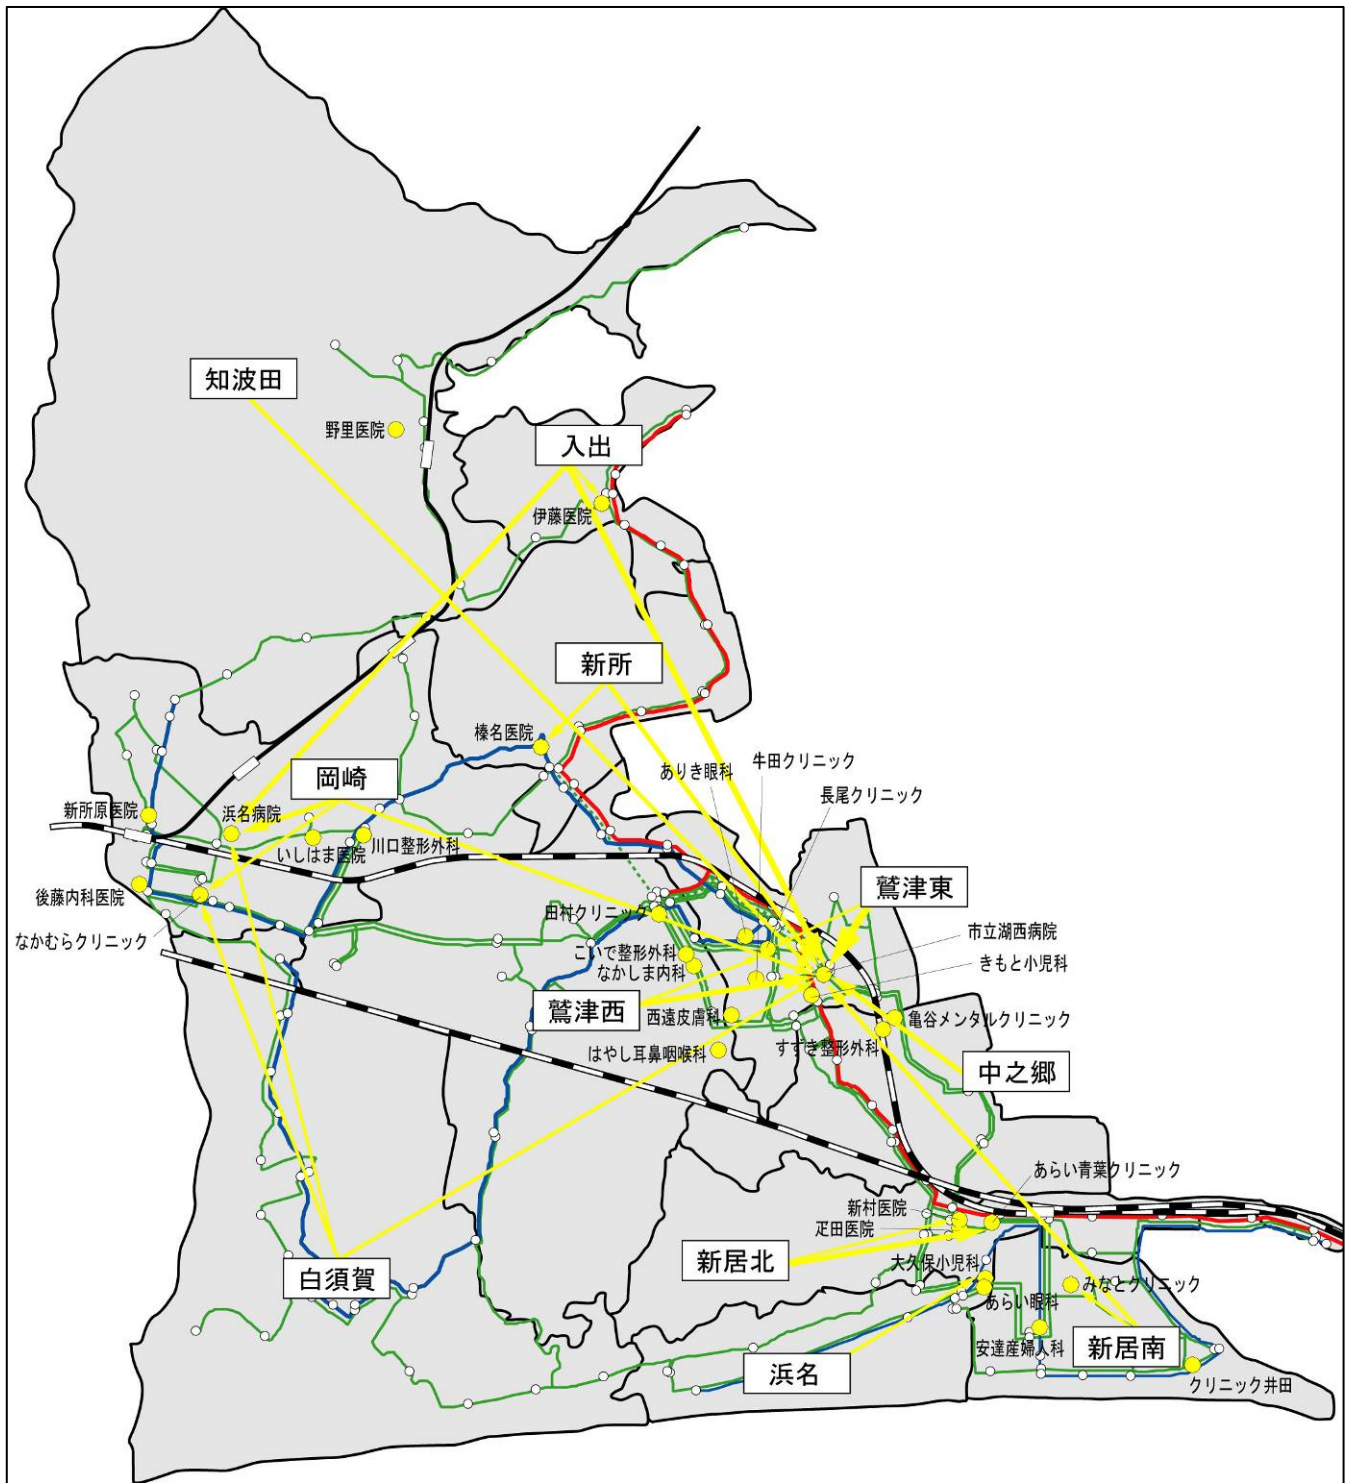 知波田
野里医院
入出
伊藤医院
新所
榛名医院
牛田クリニック
ありき眼科
長尾クリニック
岡崎
新所原医院
浜名病院
いしはま医院
川口整形外科
鷲津東
後藤内科医院
田村クリニック
市立湖西病院
なかむらクリニック
こいで整形外科
なかしま内科
きもと小児科
鷲津西
西遠皮膚科
亀谷メンタルクリニック
はやし耳鼻咽喉科
すずき整形外科
中之郷
あらい青葉クリニック
新村医院
疋田医院
新居北
大久保小児科
白須賀
みなとクリニック
あらい眼科
安達産婦人科
新居南
浜名
クリニック井田